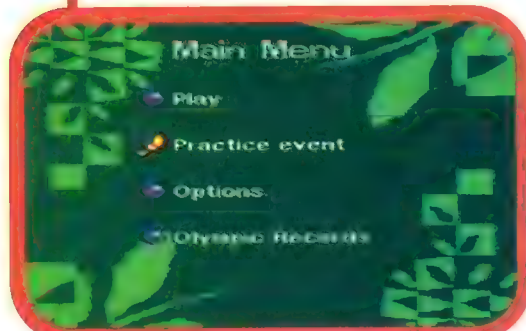 Main Menu
Play
Practice event
Options
Olympic Records